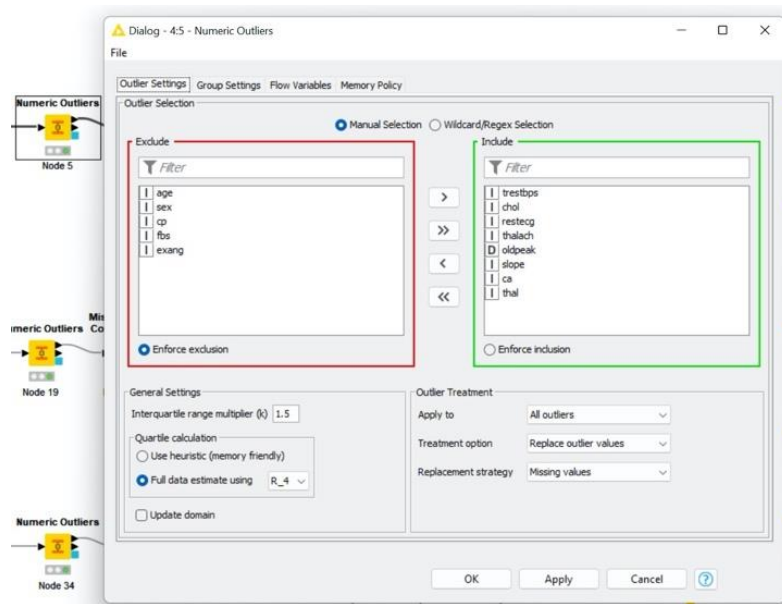 Dialog - 4:5 - Numeric Outliers
File
Outlier Settings Group Settings Flow Variables Memory Policy
Outlier Selection
Manual Selection Wildcard/Regex Selection
Exclude
Filter
I age
I sex
I cp
I fbs
I exang
Enforce exclusion
Include
Filter
I trestbps
I chol
I restecg
I thalach
D oldpeak
I slope
I ca
I thal
Enforce inclusion
General Settings
Interquartile range multiplier (k) 1.5
Quartile calculation
Use heuristic (memory friendly)
Full data estimate using R_4
Update domain
Outlier Treatment
Apply to All outliers
Treatment option Replace outlier values
Replacement strategy Missing values
OK Apply Cancel ?
Numeric Outliers
Node 5
umeric Outliers
Node 19
Numeric Outliers
Node 34